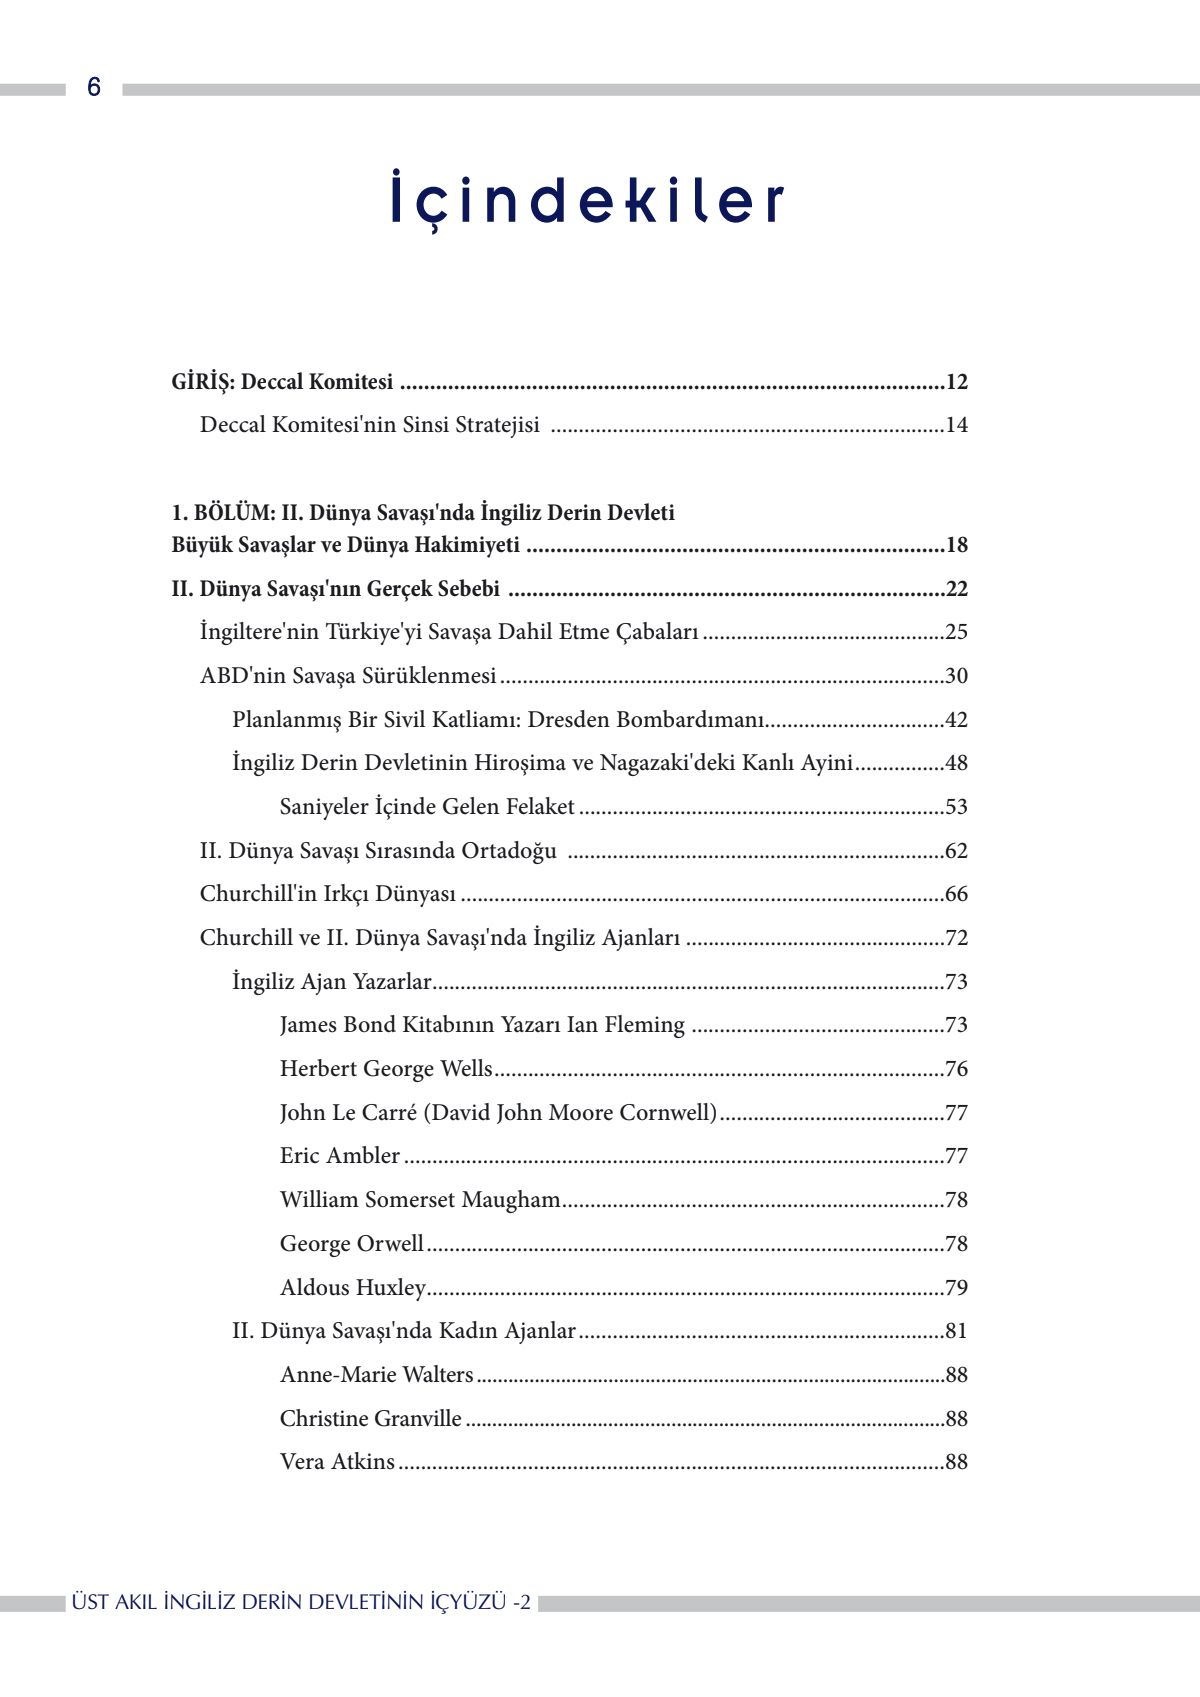 6
İçindekiler
GİRİŞ: Deccal Komitesi ...........................................................................................12
Deccal Komitesi'nin Sinsi Stratejisi ......................................................................14
1. BÖLÜM: II. Dünya Savaşı'nda İngiliz Derin Devleti
Büyük Savaşlar ve Dünya Hakimiyeti ......................................................................18
II. Dünya Savaşı'nın Gerçek Sebebi .........................................................................22
İngiltere'nin Türkiye'yi Savaşa Dahil Etme Çabaları ...........................................25
ABD'nin Savaşa Sürüklenmesi ...............................................................................30
Planlanmış Bir Sivil Katliamı: Dresden Bombardımanı................................42
İngiliz Derin Devletinin Hiroşima ve Nagazaki'deki Kanlı Ayini................48
Saniyeler İçinde Gelen Felaket .................................................................53
II. Dünya Savaşı Sırasında Ortadoğu ...................................................................62
Churchill'in Irkçı Dünyası ......................................................................................66
Churchill ve II. Dünya Savaşı'nda İngiliz Ajanları ..............................................72
İngiliz Ajan Yazarlar...........................................................................................73
James Bond Kitabının Yazarı Ian Fleming .............................................73
Herbert George Wells................................................................................76
John Le Carré (David John Moore Cornwell)........................................77
Eric Ambler ................................................................................................77
William Somerset Maugham....................................................................78
George Orwell ............................................................................................78
Aldous Huxley............................................................................................79
II. Dünya Savaşı'nda Kadın Ajanlar .................................................................81
Anne-Marie Walters ...................................................................................88
Christine Granville .....................................................................................88
Vera Atkins .................................................................................................88
ÜST AKIL İNGİLİZ DERİN DEVLETİNİN İÇYÜZÜ -2